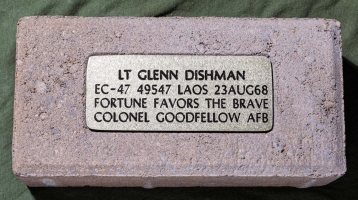 LT GLENN DISHMAN
EC-47 49547 LAOS 23AUG68
FORTUNE FAVORS THE BRAVE
COLONEL GOODFELLOW AFB